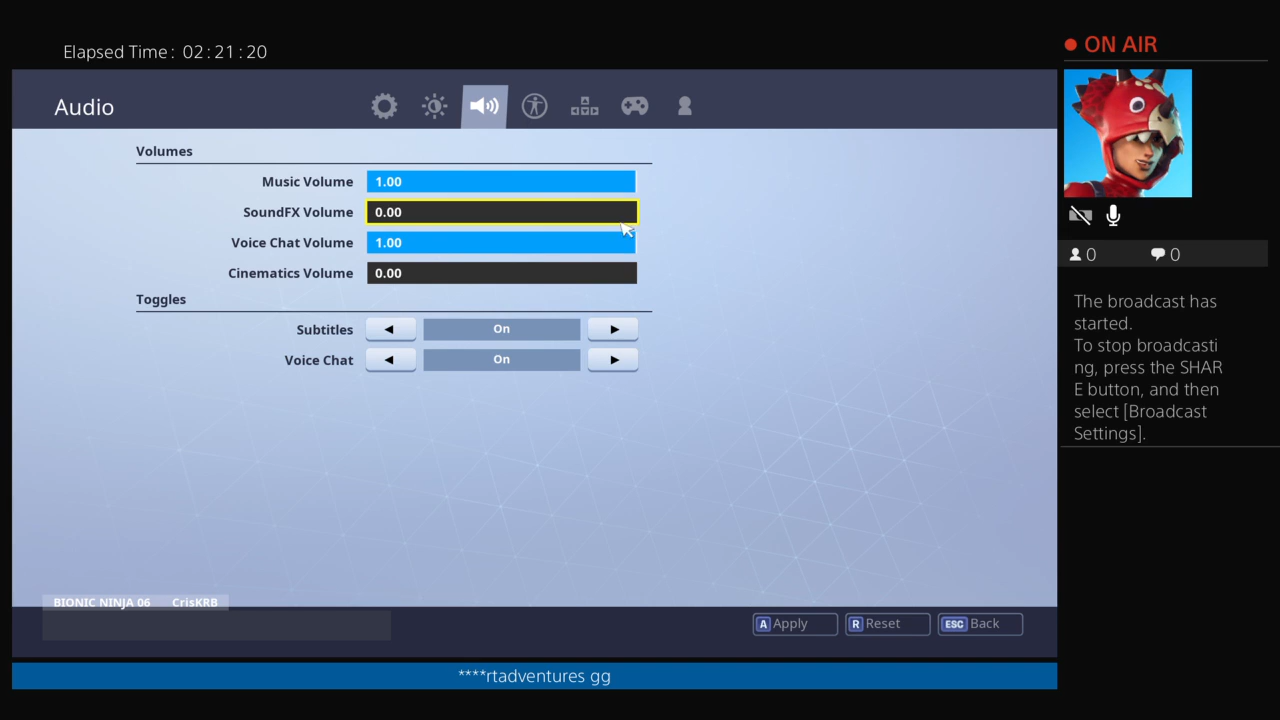 Elapsed Time: 02:21:20
ON AIR
Audio
Volumes
Music Volume 1.00
SoundFX Volume 0.00
Voice Chat Volume 1.00
Cinematics Volume 0.00
Toggles
Subtitles On
Voice Chat On
0 0
The broadcast has
started.
To stop broadcasti
ng, press the SHAR
E button, and then
select [Broadcast
Settings].
BIONIC NINJA 06 CrisKRB
A Apply R Reset ESC Back
****rtadventures gg